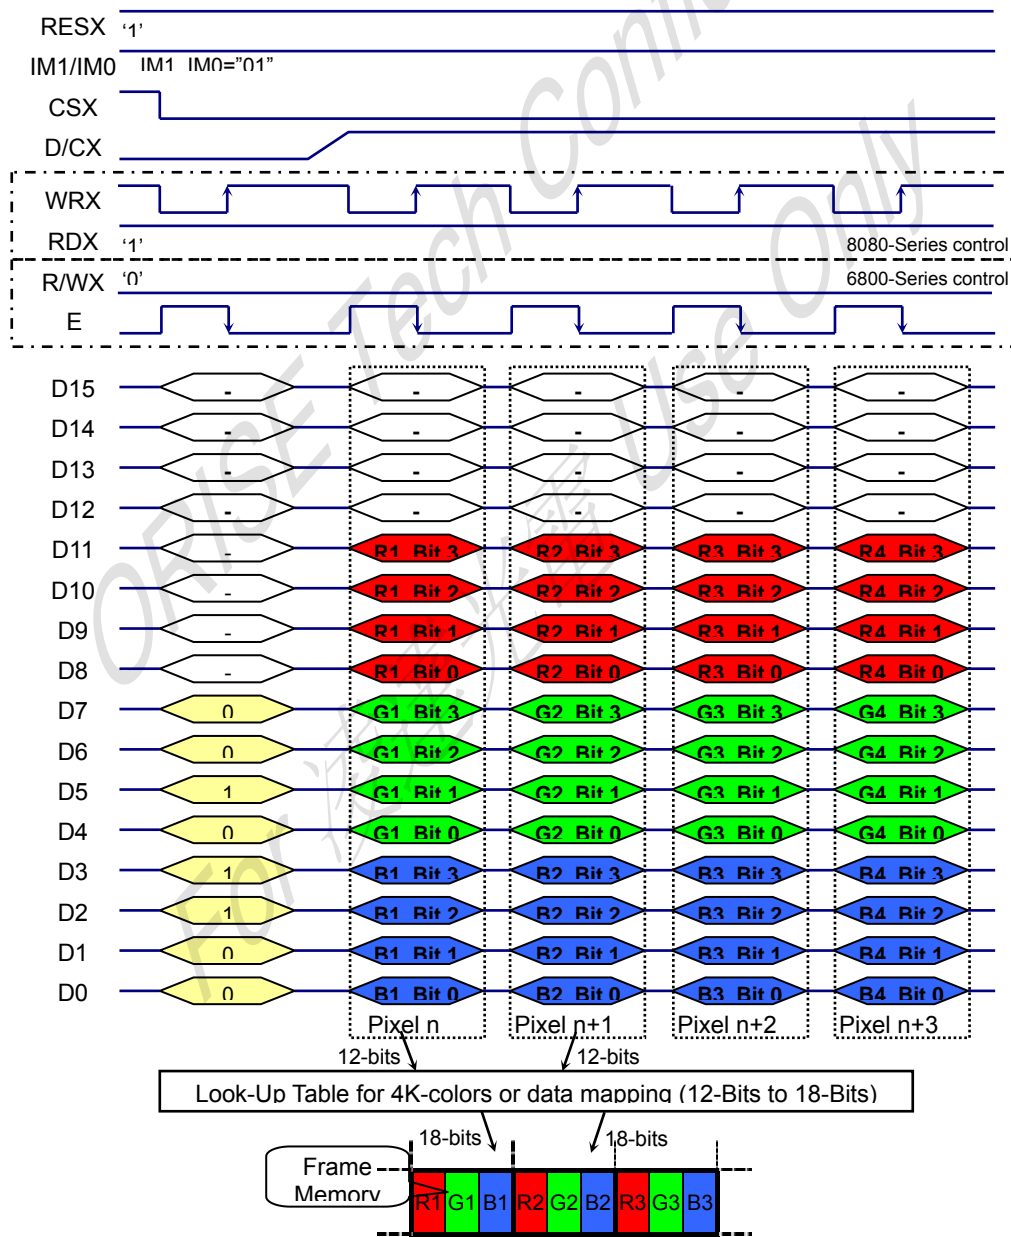 RESX '1'
IM1/IM0 IM1, IM0="01"
CSX
D/CX
WRX
RDX '1' 8080-Series control
R/WX '0' 6800-Series control
E
D15 - - - - -
D14 - - - - -
D13 - - - - -
D12 - - - - -
D11 - R1, Bit 3 R2, Bit 3 R3, Bit 3 R4, Bit 3
D10 - R1, Bit 2 R2, Bit 2 R3, Bit 2 R4, Bit 2
D9 - R1, Bit 1 R2, Bit 1 R3, Bit 1 R4, Bit 1
D8 - R1, Bit 0 R2, Bit 0 R3, Bit 0 R4, Bit 0
D7 0 G1, Bit 3 G2, Bit 3 G3, Bit 3 G4, Bit 3
D6 0 G1, Bit 2 G2, Bit 2 G3, Bit 2 G4, Bit 2
D5 1 G1, Bit 1 G2, Bit 1 G3, Bit 1 G4, Bit 1
D4 0 G1, Bit 0 G2, Bit 0 G3, Bit 0 G4, Bit 0
D3 1 B1, Bit 3 B2, Bit 3 B3, Bit 3 B4, Bit 3
D2 1 B1, Bit 2 B2, Bit 2 B3, Bit 2 B4, Bit 2
D1 0 B1, Bit 1 B2, Bit 1 B3, Bit 1 B4, Bit 1
D0 0 B1, Bit 0 B2, Bit 0 B3, Bit 0 B4, Bit 0
Pixel n Pixel n+1 Pixel n+2 Pixel n+3
12-bits 12-bits
Look-Up Table for 4K-colors or data mapping (12-Bits to 18-Bits)
18-bits 18-bits
Frame
Memory
R1 G1 B1 R2 G2 B2 R3 G3 B3
ORISE Tech
For 凌陽光電 Use Only